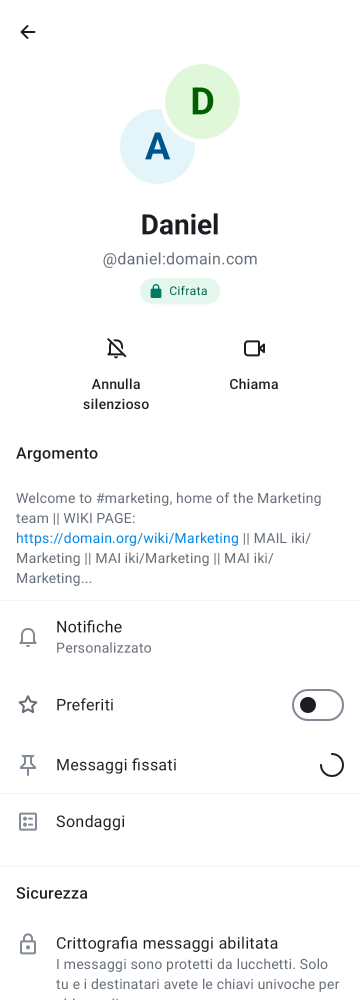 D
A
Daniel
@daniel:domain.com
Cifrata
Annulla
silenzioso
Chiama
Argomento
Welcome to #marketing, home of the Marketing
team || WIKI PAGE:
https://domain.org/wiki/Marketing || MAIL iki/
Marketing || MAI iki/Marketing || MAI iki/
Marketing...
Notifiche
Personalizzato
Preferiti
Messaggi fissati
Sondaggi
Sicurezza
Crittografia messaggi abilitata
I messaggi sono protetti da lucchetti. Solo
tu e i destinatari avete le chiavi univoche per